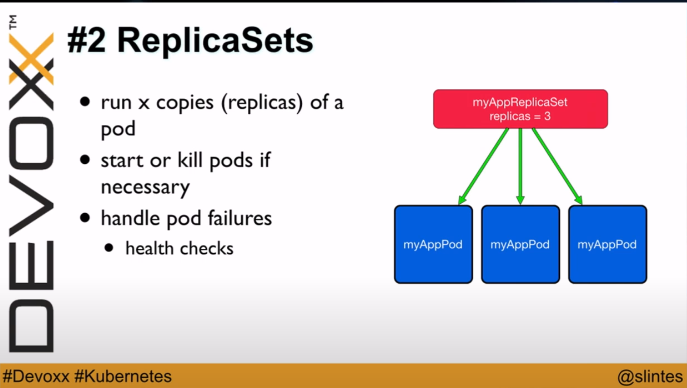 DEVOXX™
#2 ReplicaSets
run x copies (replicas) of a
pod
start or kill pods if
necessary
handle pod failures
health checks
myAppReplicaSet
replicas = 3
myAppPod
myAppPod
myAppPod
#Devoxx #Kubernetes
@slintes